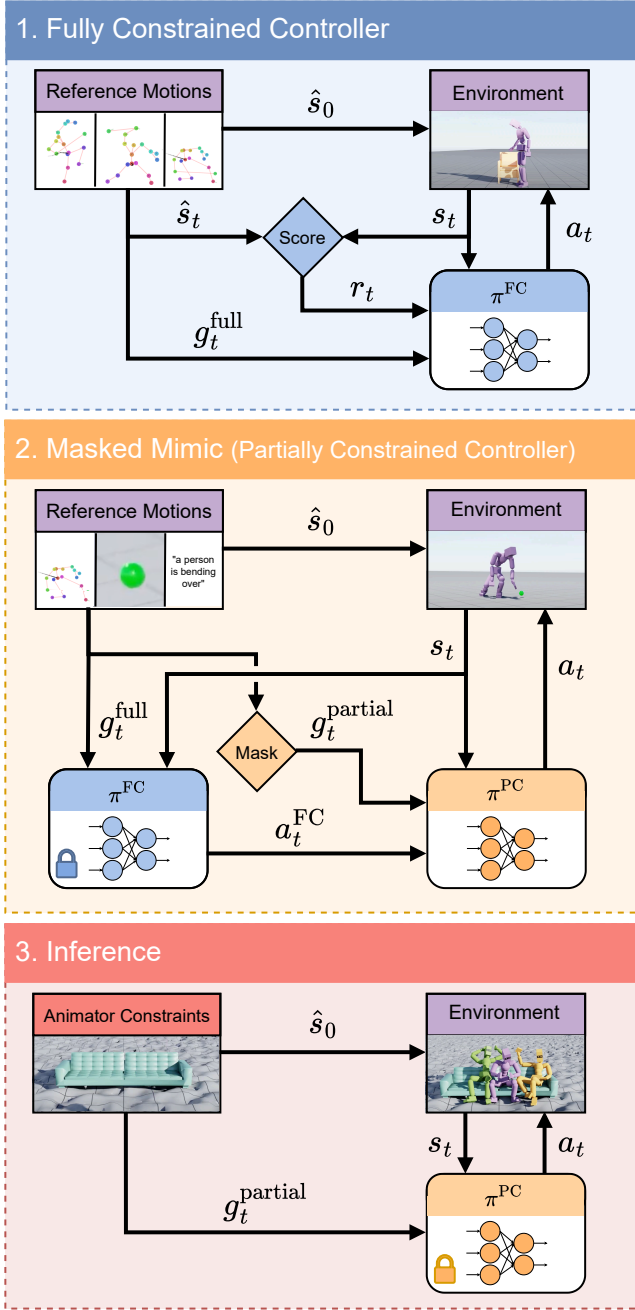 1. Fully Constrained Controller
Reference Motions
Environment
ŝ₀
ŝₜ
Score
sₜ
aₜ
rₜ
π^FC
gₜ^full
2. Masked Mimic (Partially Constrained Controller)
Reference Motions
Environment
ŝ₀
"a person
is bending
over"
sₜ
aₜ
gₜ^full
gₜ^partial
Mask
π^FC
π^PC
aₜ^FC
3. Inference
Animator Constraints
Environment
ŝ₀
sₜ
aₜ
π^PC
gₜ^partial